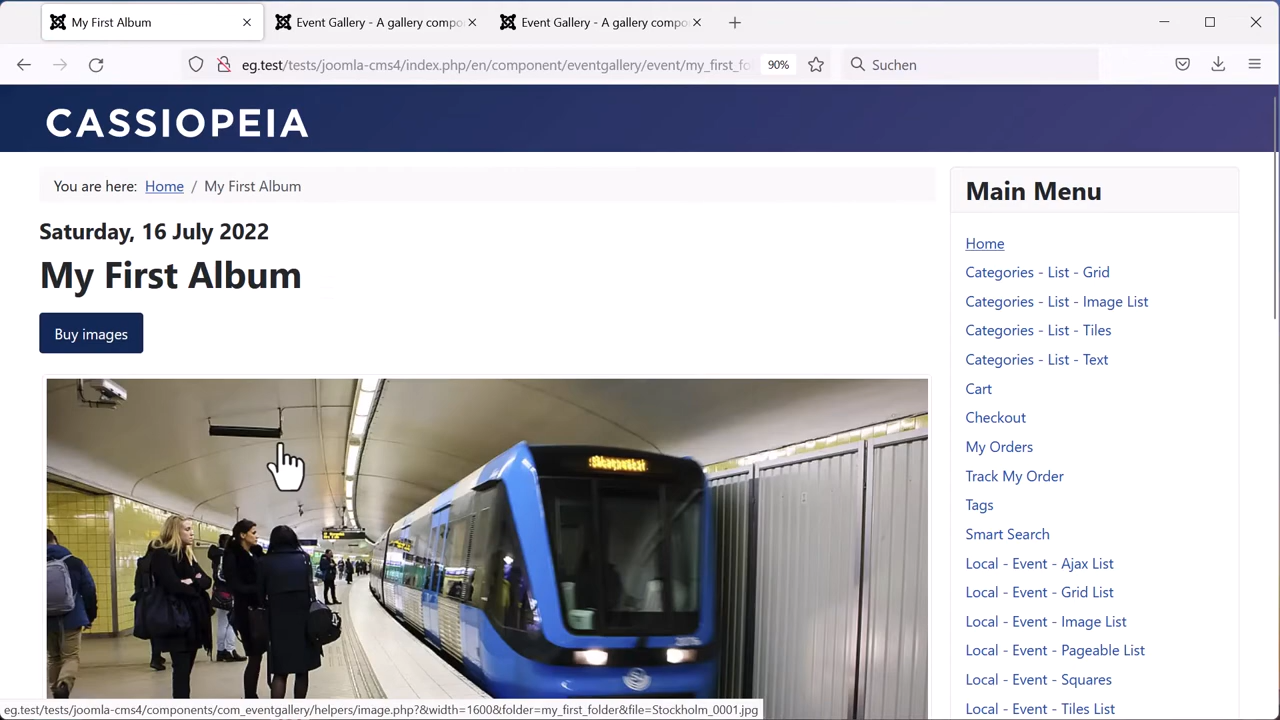 My First Album
Event Gallery - A gallery compo
Event Gallery - A gallery compo
eg.test/tests/joomla-cms4/index.php/en/component/eventgallery/event/my_first_fo
90%
Suchen
CASSIOPEIA
You are here: Home / My First Album
Saturday, 16 July 2022
My First Album
Buy images
Main Menu
Home
Categories - List - Grid
Categories - List - Image List
Categories - List - Tiles
Categories - List - Text
Cart
Checkout
My Orders
Track My Order
Tags
Smart Search
Local - Event - Ajax List
Local - Event - Grid List
Local - Event - Image List
Local - Event - Pageable List
Local - Event - Squares
Local - Event - Tiles List
eg.test/tests/joomla-cms4/components/com_eventgallery/helpers/image.php?&width=1600&folder=my_first_folder&file=Stockholm_0001.jpg